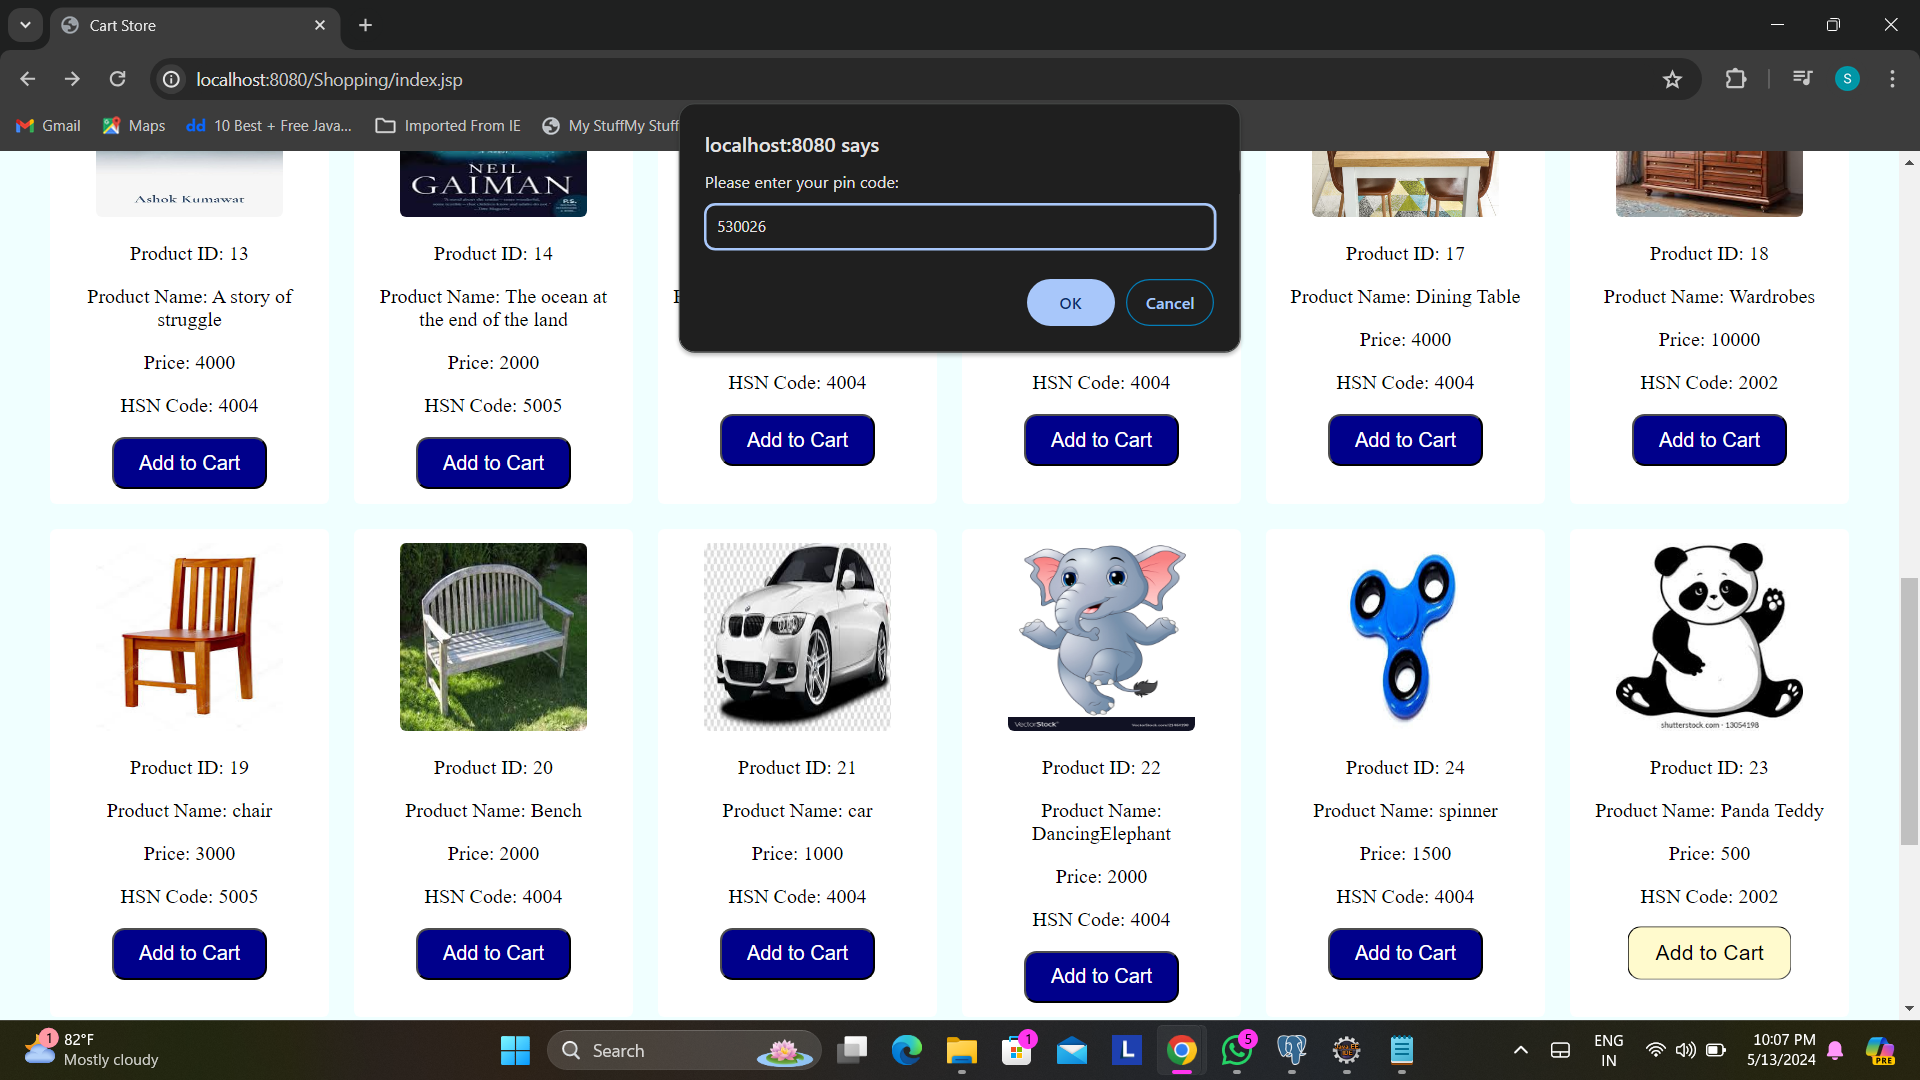 Cart Store
localhost:8080/Shopping/index.jsp
S
Gmail
Maps
dd 10 Best + Free Java...
Imported From IE
My StuffMy Stuff
localhost:8080 says
Please enter your pin code:
530026
OK
Cancel
Ashok Kumawat
NEIL
GAIMAN
P.S.
Product ID: 13
Product Name: A story of
struggle
Price: 4000
HSN Code: 4004
Add to Cart
Product ID: 14
Product Name: The ocean at
the end of the land
Price: 2000
HSN Code: 5005
Add to Cart
HSN Code: 4004
Add to Cart
HSN Code: 4004
Add to Cart
Product ID: 17
Product Name: Dining Table
Price: 4000
HSN Code: 4004
Add to Cart
Product ID: 18
Product Name: Wardrobes
Price: 10000
HSN Code: 2002
Add to Cart
Product ID: 19
Product Name: chair
Price: 3000
HSN Code: 5005
Add to Cart
Product ID: 20
Product Name: Bench
Price: 2000
HSN Code: 4004
Add to Cart
Product ID: 21
Product Name: car
Price: 1000
HSN Code: 4004
Add to Cart
VectorStock
Product ID: 22
Product Name:
DancingElephant
Price: 2000
HSN Code: 4004
Add to Cart
Product ID: 24
Product Name: spinner
Price: 1500
HSN Code: 4004
Add to Cart
shutterstock.com · 13054198
Product ID: 23
Product Name: Panda Teddy
Price: 500
HSN Code: 2002
Add to Cart
1
82°F
Mostly cloudy
Search
1
L
5
ENG
IN
10:07 PM
5/13/2024
PRE